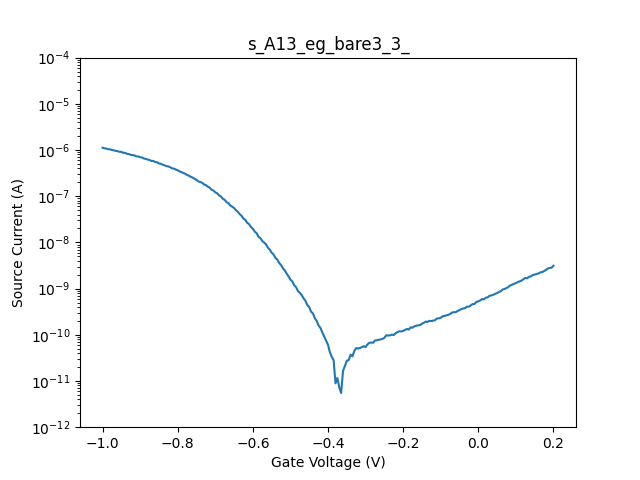 s_A13_eg_bare3_3_
10⁻⁴
10⁻⁵
10⁻⁶
10⁻⁷
10⁻⁸
10⁻⁹
10⁻¹⁰
10⁻¹¹
10⁻¹²
Source Current (A)
−1.0 −0.8 −0.6 −0.4 −0.2 0.0 0.2
Gate Voltage (V)